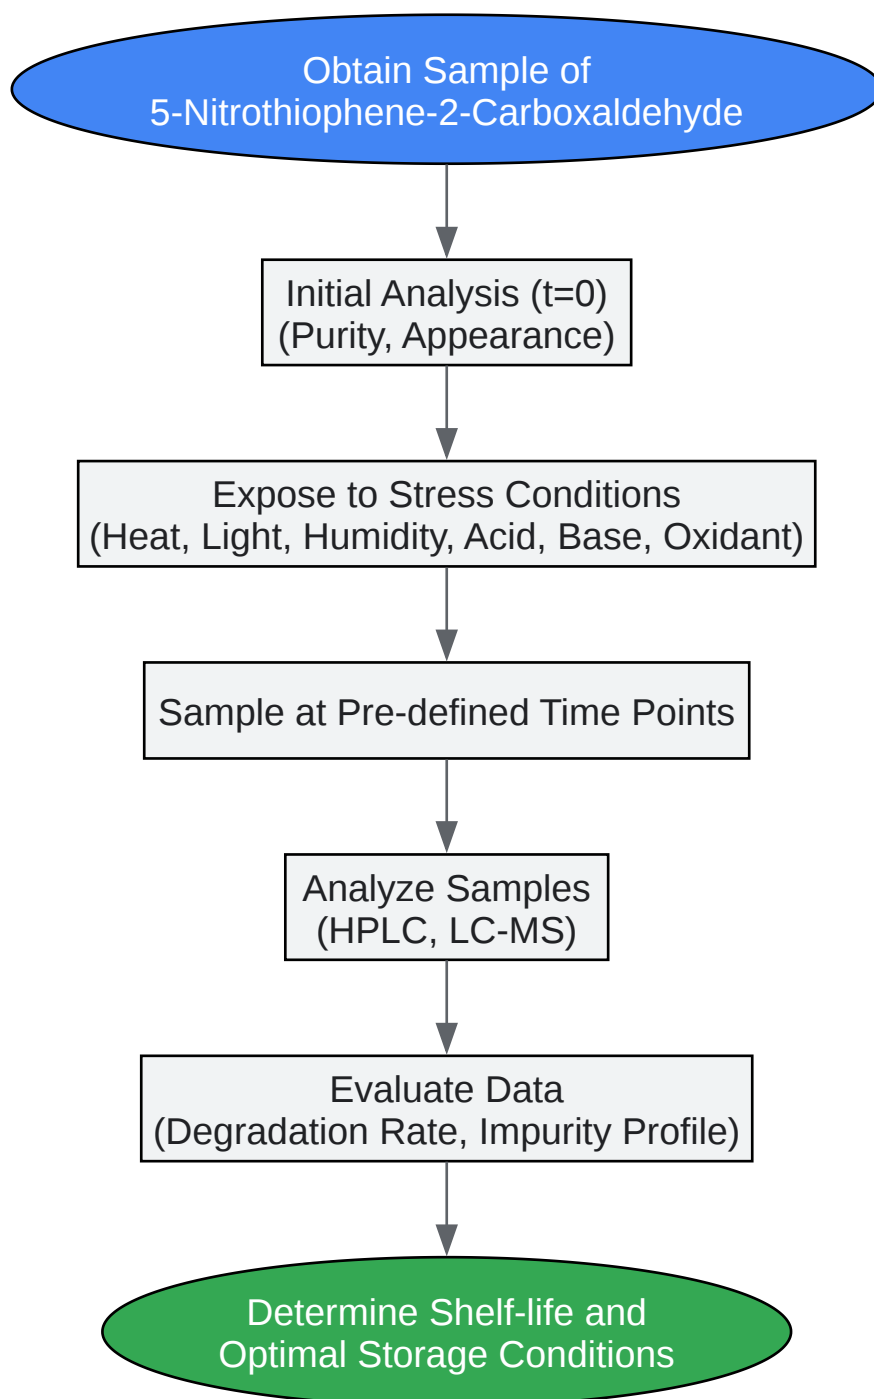 Obtain Sample of
5-Nitrothiophene-2-Carboxaldehyde
Initial Analysis (t=0)
(Purity, Appearance)
Expose to Stress Conditions
(Heat, Light, Humidity, Acid, Base, Oxidant)
Sample at Pre-defined Time Points
Analyze Samples
(HPLC, LC-MS)
Evaluate Data
(Degradation Rate, Impurity Profile)
Determine Shelf-life and
Optimal Storage Conditions